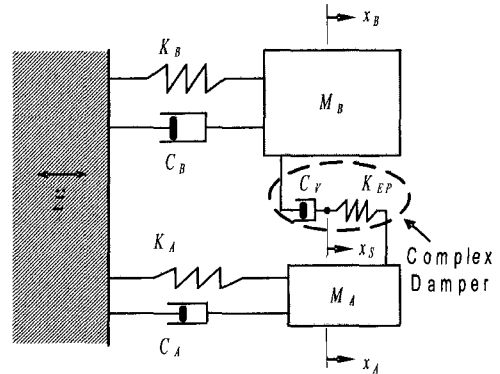 x_B
K_B
M_B
C_B
C_V
K_EP
K_A
x_S
Complex
Damper
M_A
C_A
x_A